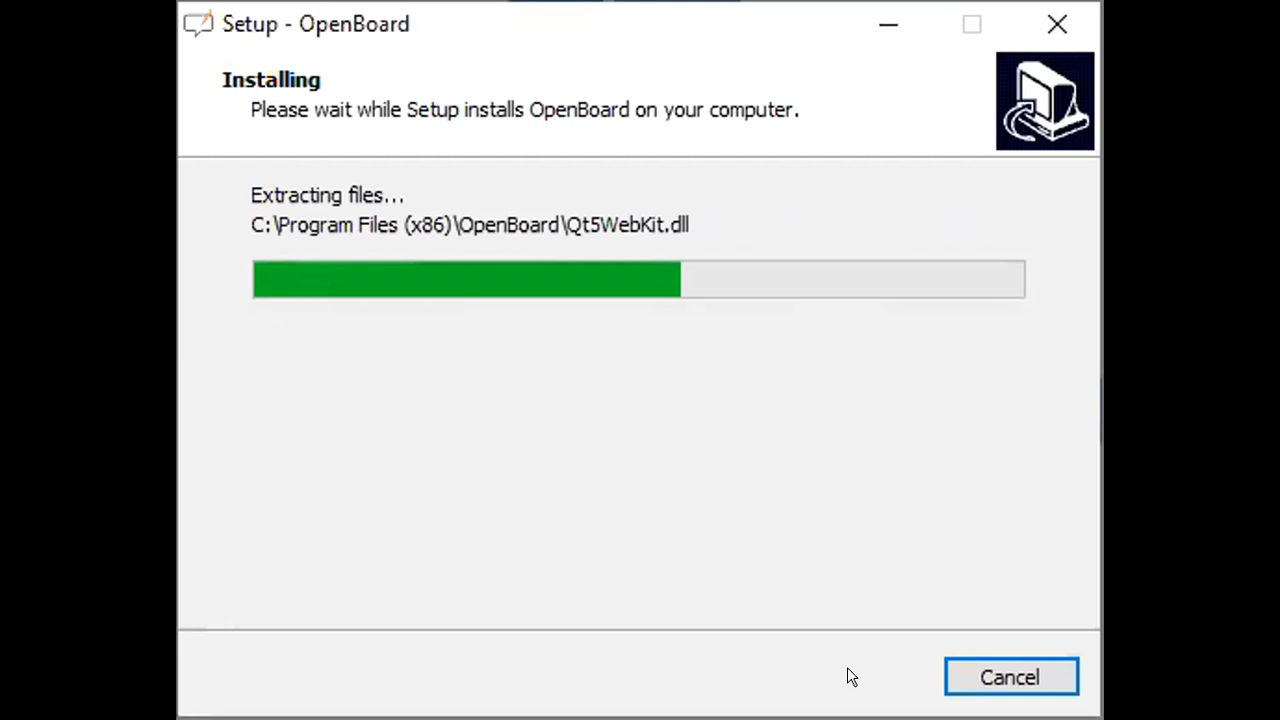 Setup - OpenBoard
Installing
Please wait while Setup installs OpenBoard on your computer.
Extracting files...
C:\Program Files (x86)\OpenBoard\Qt5WebKit.dll
Cancel